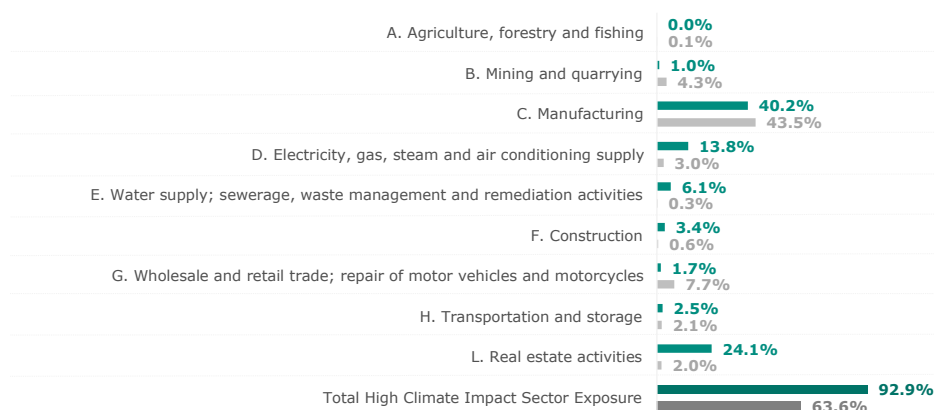 A. Agriculture, forestry and fishing
0.0%
0.1%
B. Mining and quarrying
1.0%
4.3%
C. Manufacturing
40.2%
43.5%
D. Electricity, gas, steam and air conditioning supply
13.8%
3.0%
E. Water supply; sewerage, waste management and remediation activities
6.1%
0.3%
F. Construction
3.4%
0.6%
G. Wholesale and retail trade; repair of motor vehicles and motorcycles
1.7%
7.7%
H. Transportation and storage
2.5%
2.1%
L. Real estate activities
24.1%
2.0%
Total High Climate Impact Sector Exposure
92.9%
63.6%